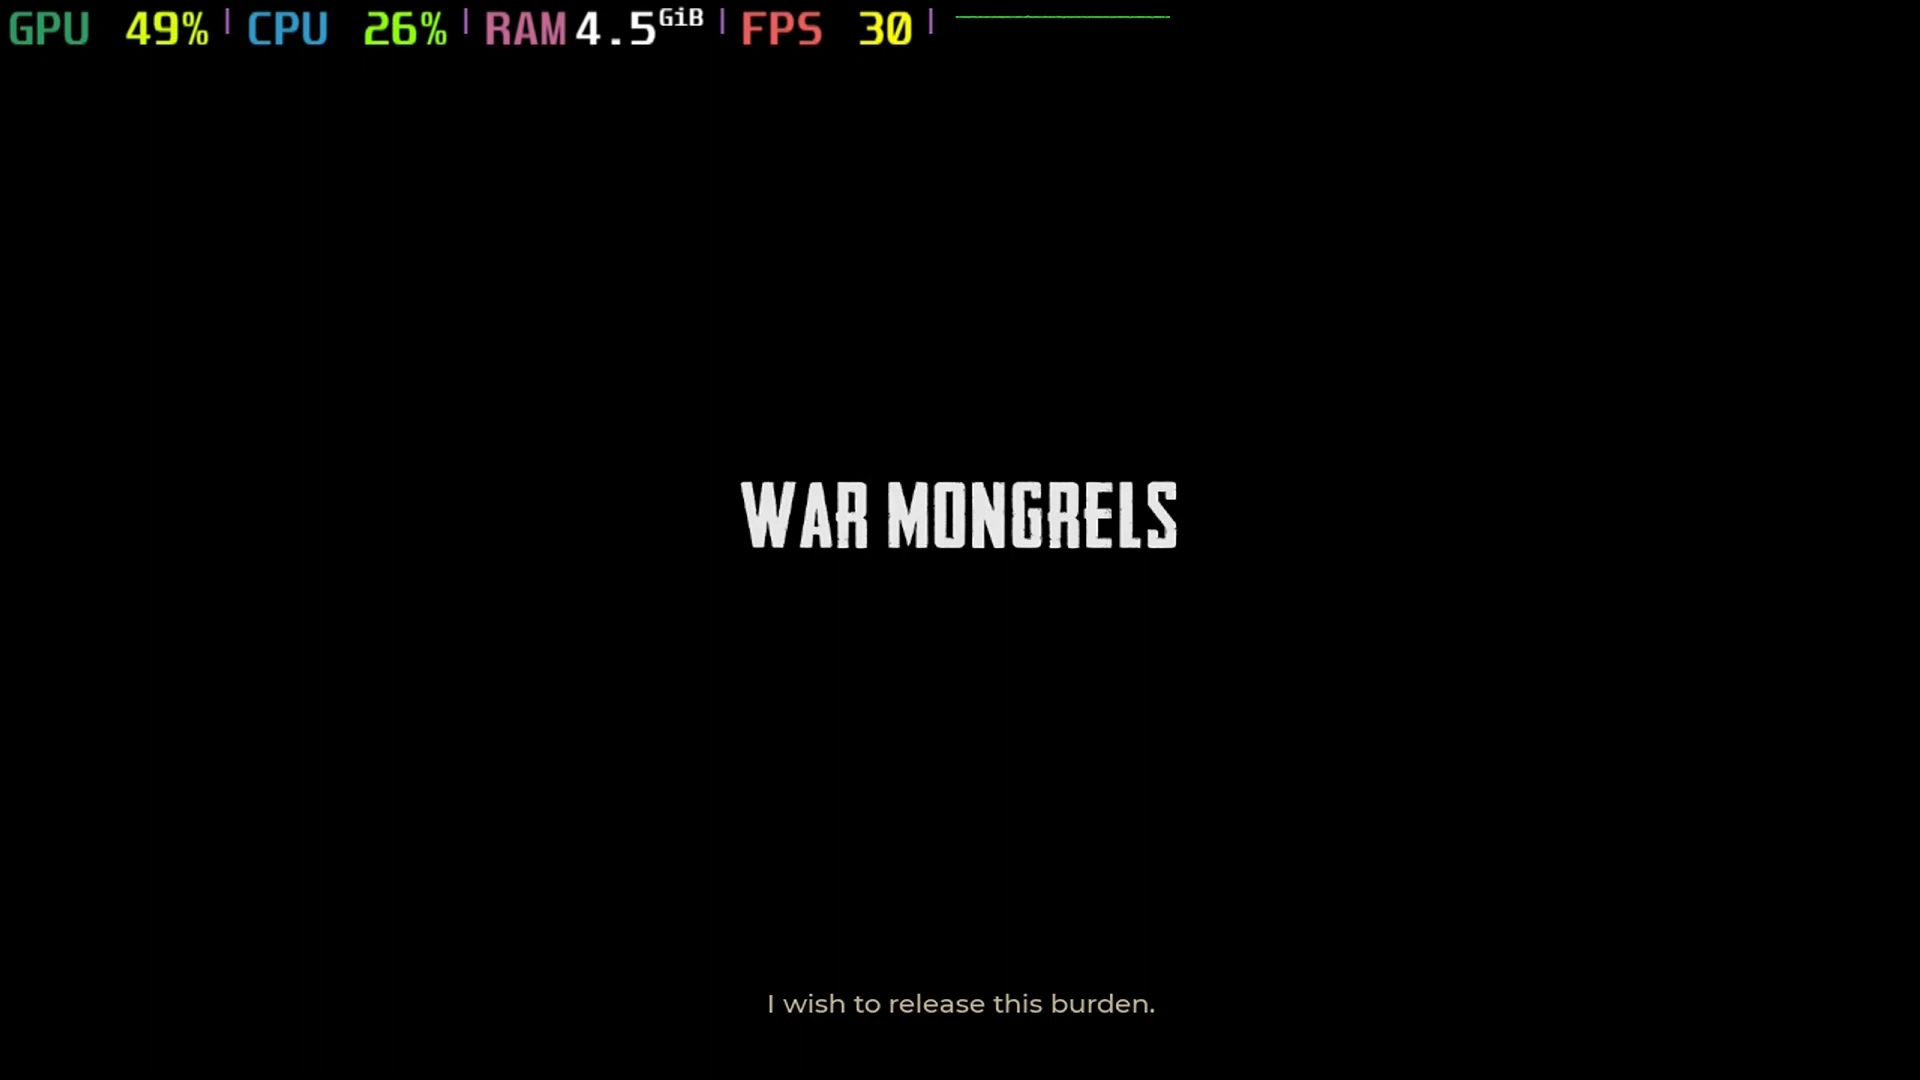 GPU 49% | CPU 26% | RAM 4.5GiB | FPS 30 |
WAR MONGRELS
I wish to release this burden.